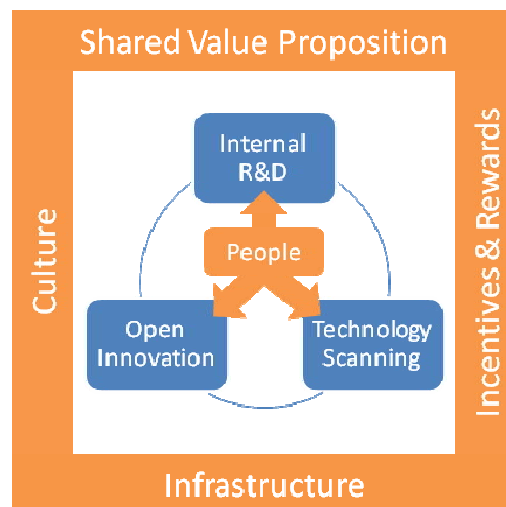 Shared Value Proposition
Internal
R&D
People
Open
Innovation
Technology
Scanning
Culture
Incentives & Rewards
Infrastructure